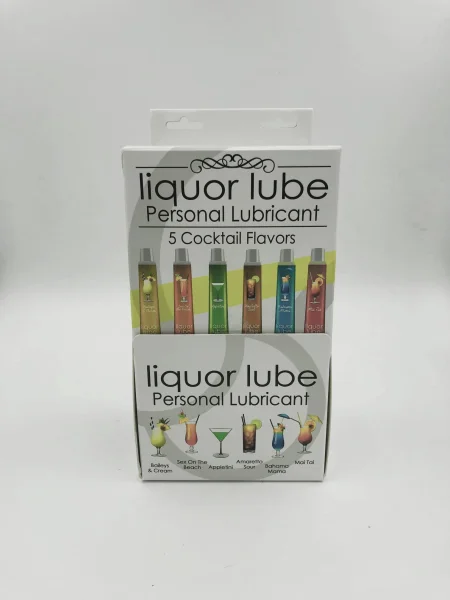 liquor lube
Personal Lubricant
5 Cocktail Flavors
liquor lube
Personal Lubricant
Baileys & Cream
Sex On The Beach
Appletini
Amaretto Sour
Bahama Mama
Mai Tai